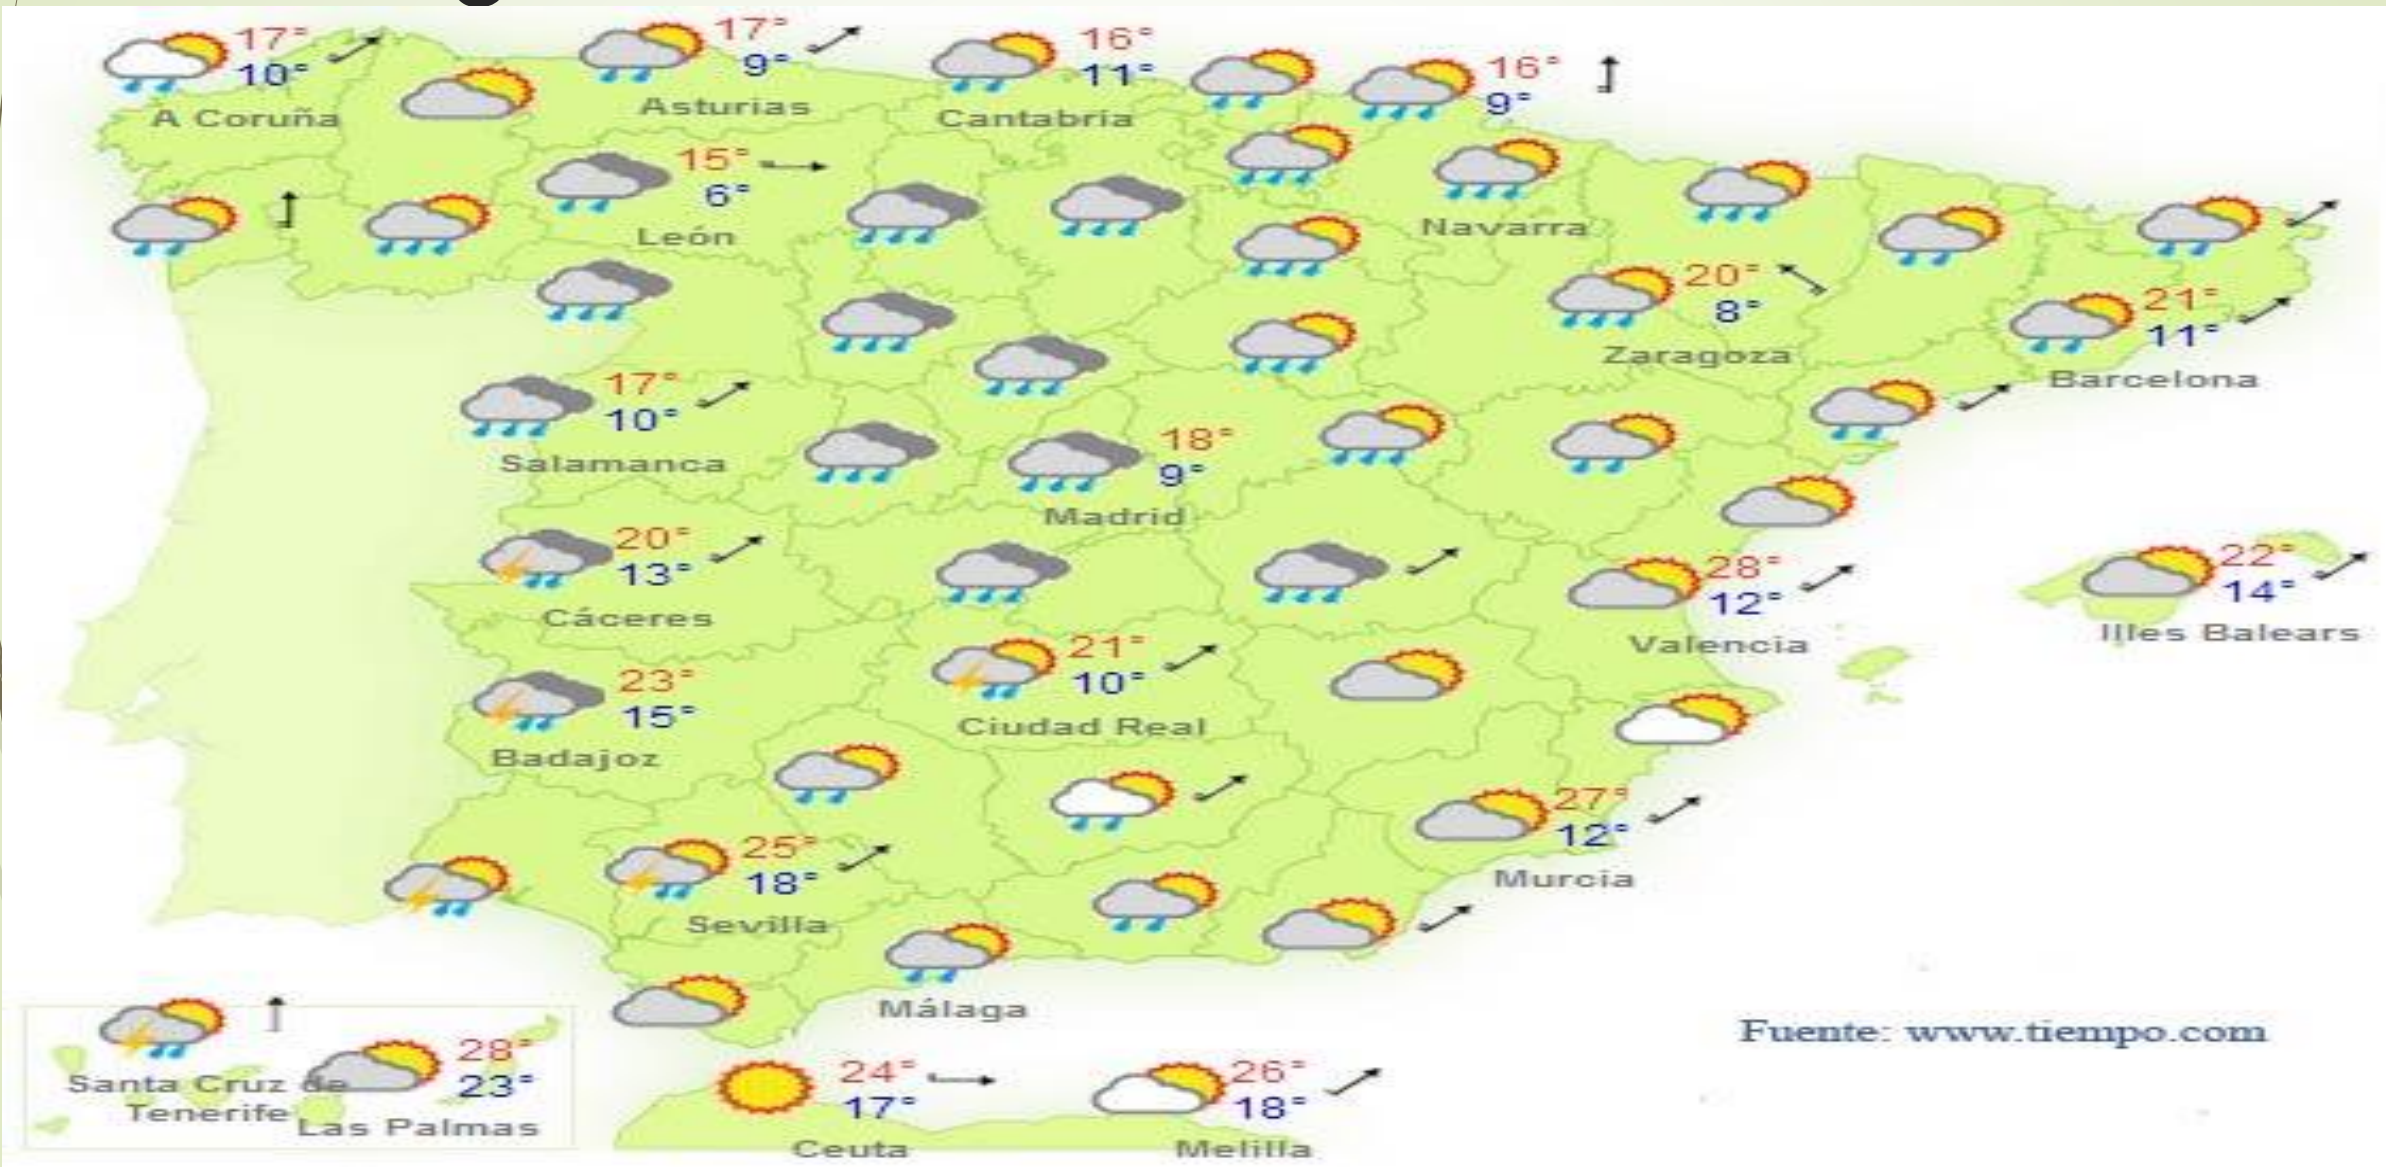 17°
10°
A Coruña
17°
9°
Asturias
16°
11°
Cantabria
16°
9°
15°
6°
León
Navarra
20°
8°
Zaragoza
21°
11°
Barcelona
17°
10°
Salamanca
18°
9°
Madrid
20°
13°
Cáceres
28°
12°
Valencia
22°
14°
Illes Balears
21°
10°
Ciudad Real
23°
15°
Badajoz
27°
12°
Murcia
25°
18°
Sevilla
Málaga
Fuente: www.tiempo.com
Santa Cruz de
Tenerife
28°
23°
Las Palmas
24°
17°
Ceuta
26°
18°
Melilla